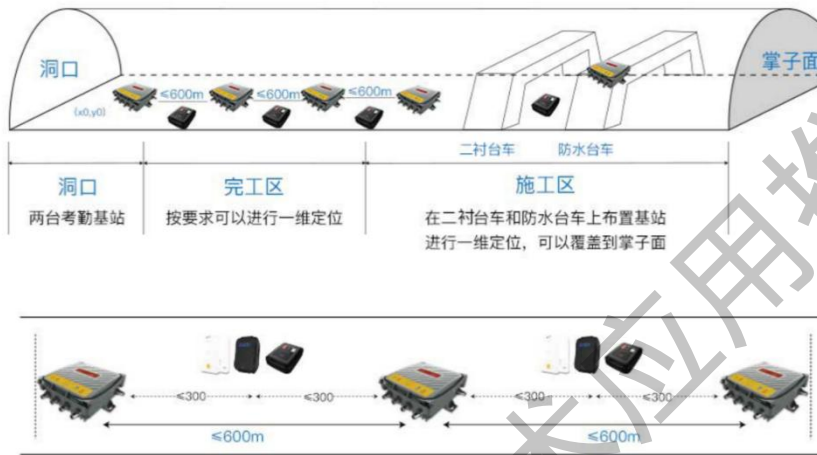 洞口
掌子面
(x0,y0)
≤600m
≤600m
≤600m
二衬台车
防水台车
洞口
完工区
施工区
两台考勤基站
按要求可以进行一维定位
在二衬台车和防水台车上布置基站
进行一维定位，可以覆盖到掌子面
≤300
≤300
≤300
≤300
≤600m
≤600m
术应用推